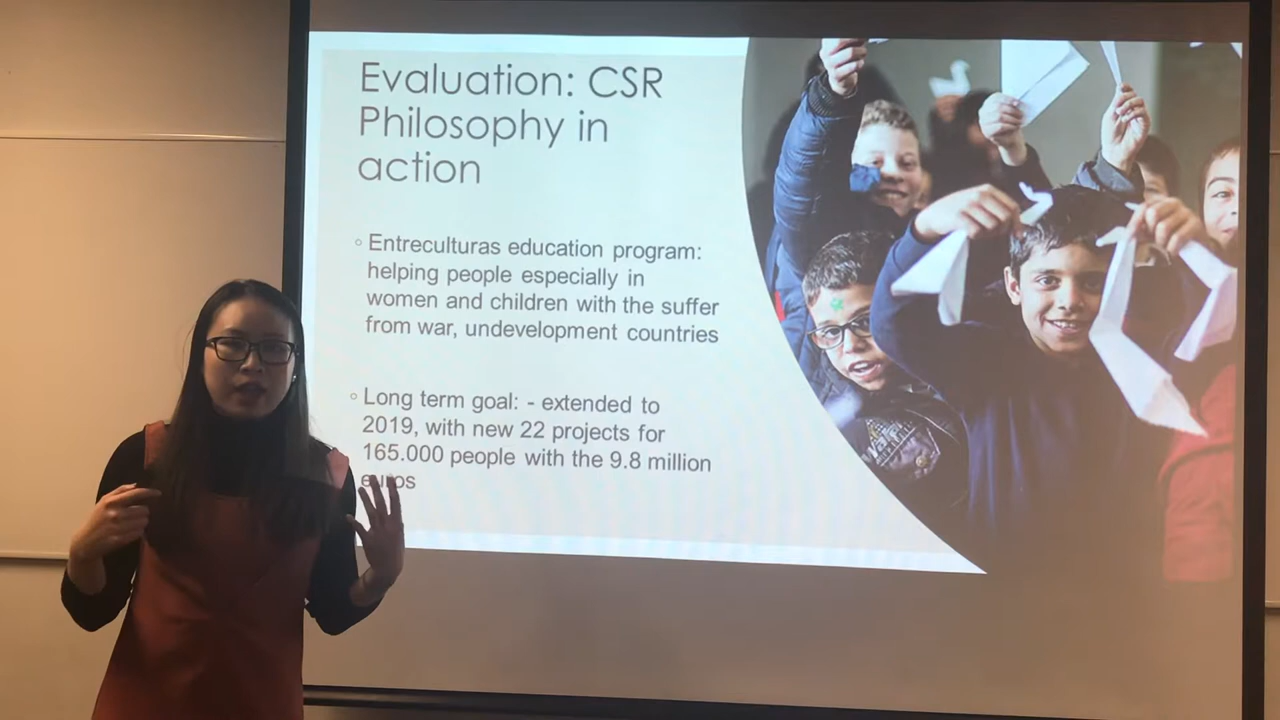 Evaluation: CSR
Philosophy in
action
◦ Entreculturas education program:
helping people especially in
women and children with the suffer
from war, undevelopment countries
◦ Long term goal: - extended to
2019, with new 22 projects for
165.000 people with the 9.8 million
euros